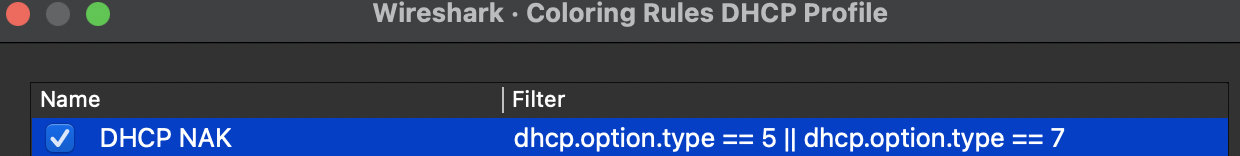 Wireshark · Coloring Rules DHCP Profile
Name Filter
DHCP NAK dhcp.option.type == 5 || dhcp.option.type == 7